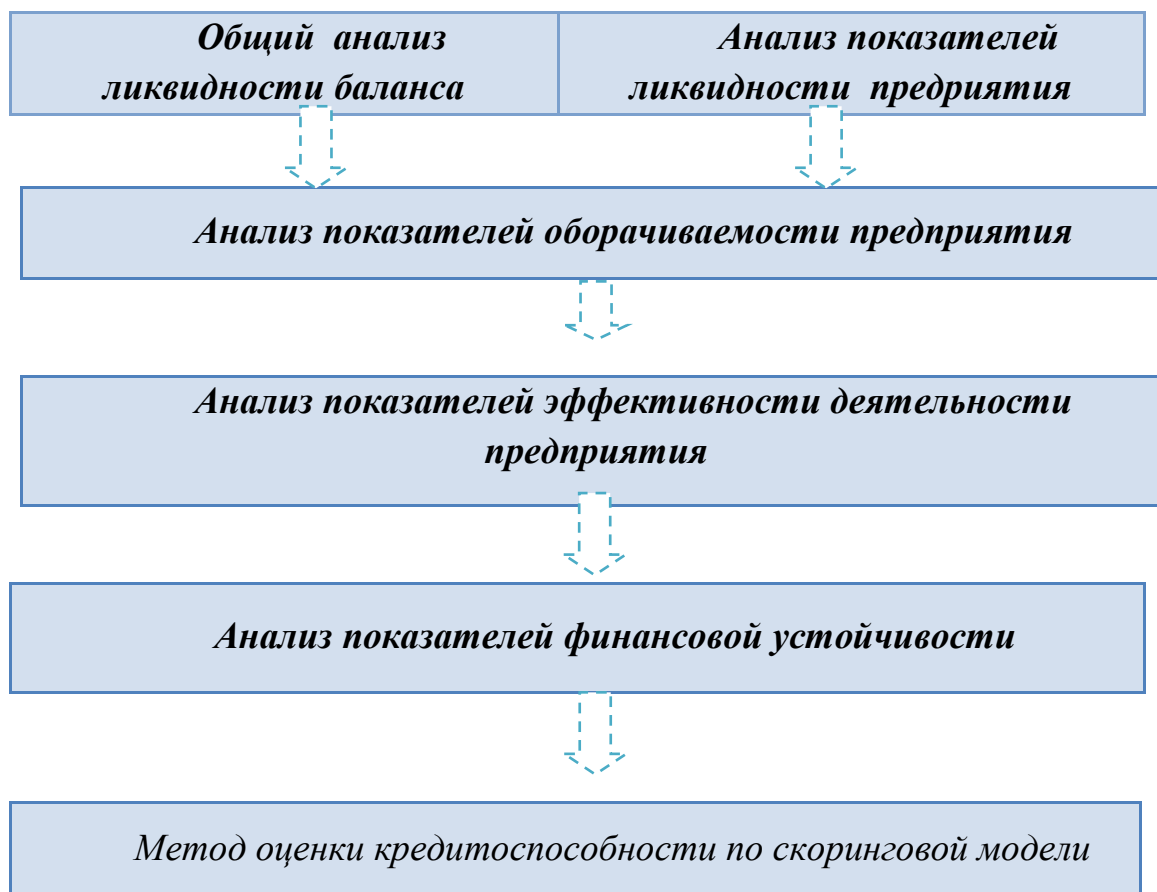 Общий анализ
ликвидности баланса
Анализ показателей
ликвидности предриятия
Анализ показателей оборачиваемости предприятия
Анализ показателей эффективности деятельности
предприятия
Анализ показателей финансовой устойчивости
Метод оценки кредитоспособности по скоринговой модели